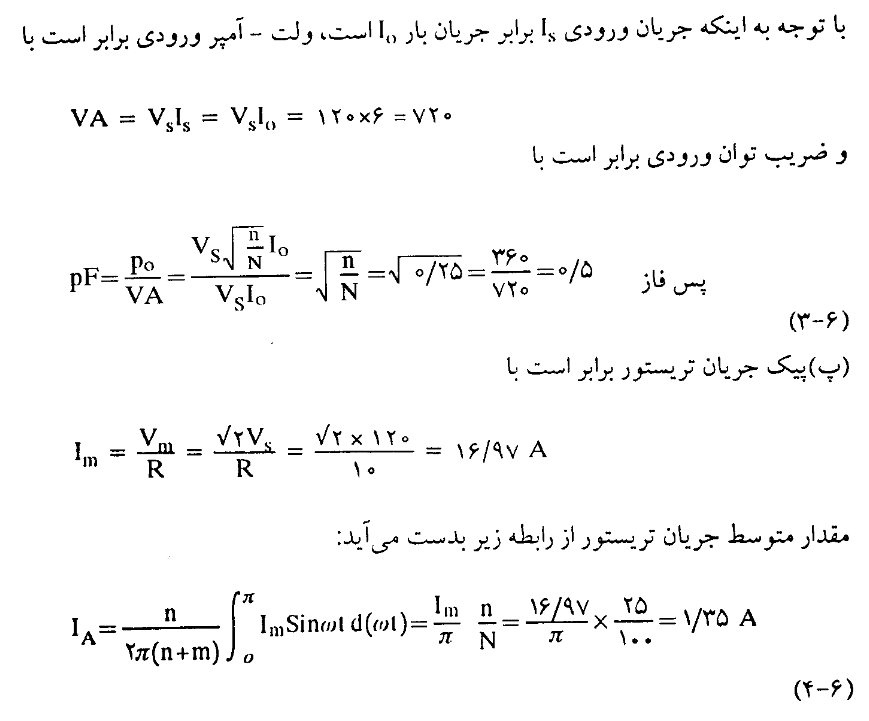 با توجه به اینکه جریان ورودی Is برابر جریان بار Io است، ولت - آمپر ورودی برابر است با
VA = VsIs = VsIo = ۱۲۰×۶ = ۷۲۰
و ضریب توان ورودی برابر است با
pF = po/VA = Vs√(n/N) Io / VsIo = √(n/N) = √۰/۲۵ = ۳۶۰/۷۲۰ = ۰/۵ پس فاز
(۳-۶)
(پ)پیک جریان تریستور برابر است با
Im = Vm/R = √۲Vs/R = √۲ × ۱۲۰/۱۰ = ۱۶/۹۷ A
مقدار متوسط جریان تریستور از رابطه زیر بدست می‌آید:
IA = n/۲π(n+m) ∫o^π Im Sinωt d(ωt) = Im/π n/N = ۱۶/۹۷/π × ۲۵/۱۰۰ = ۱/۳۵ A
(۴-۶)